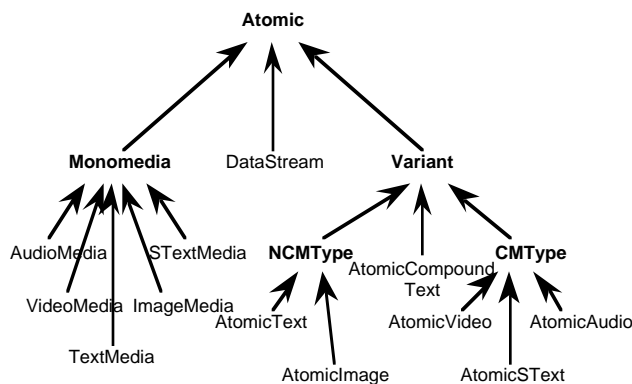 Atomic
Monomedia
DataStream
Variant
AudioMedia
STextMedia
NCMType
AtomicCompound
Text
CMType
VideoMedia
ImageMedia
AtomicText
AtomicVideo
AtomicAudio
TextMedia
AtomicImage
AtomicSText